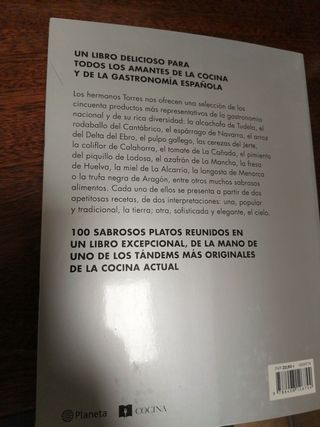 UN LIBRO DELICIOSO PARA
TODOS LOS AMANTES DE LA COCINA
Y DE LA GASTRONOMÍA ESPAÑOLA
Los hermanos Torres nos ofrecen una selección de los
cincuenta productos más representativos de la gastronomía
nacional y de su rica diversidad: la alcachofa de Tudela, el
rodaballo del Cantábrico, el espárrago de Navarra, el arroz
del Delta del Ebro, el pulpo gallego, las cerezas del Jerte,
la coliflor de Calahorra, el tomate de La Cañada, el pimiento
del piquillo de Lodosa, el azafrán de La Mancha, la fresa
de Huelva, la miel de La Alcarria, la langosta de Menorca
o la trufa negra de Aragón, entre otros muchos sabrosos
alimentos. Cada uno de ellos se presenta a partir de dos
apetitosas recetas, de dos interpretaciones: una, popular
y tradicional, la tierra; otra, sofisticada y elegante, el cielo.
100 SABROSOS PLATOS REUNIDOS EN
UN LIBRO EXCEPCIONAL, DE LA MANO DE
UNO DE LOS TÁNDEMS MÁS ORIGINALES
DE LA COCINA ACTUAL
Planeta
COCINA